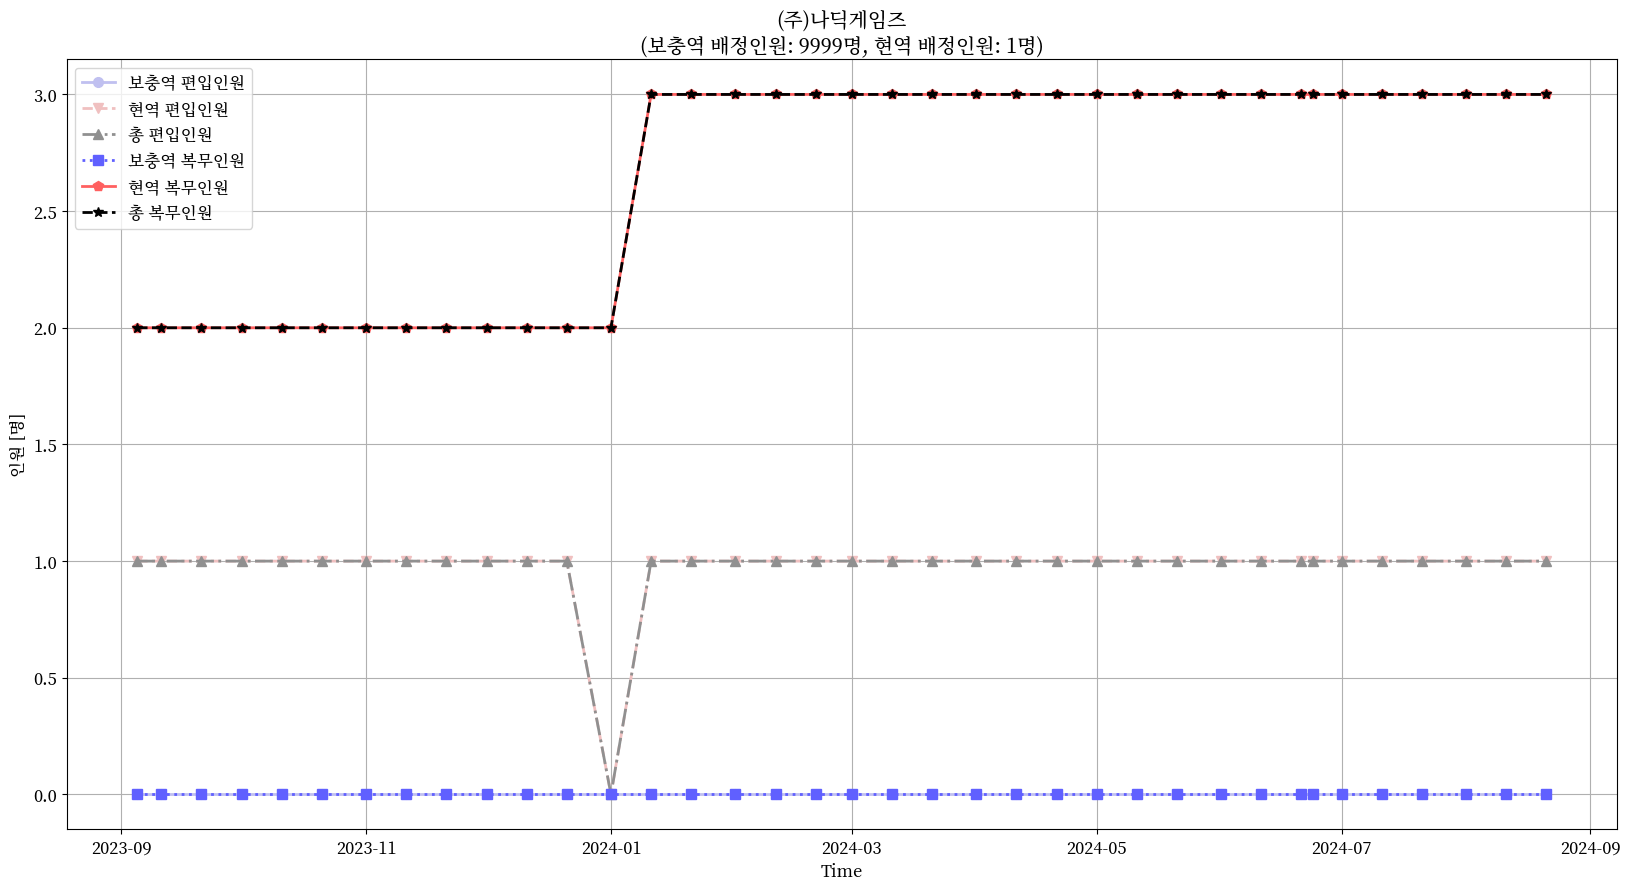 (주)나딕게임즈
(보충역 배정인원: 9999명, 현역 배정인원: 1명)
보충역 편입인원
현역 편입인원
총 편입인원
보충역 복무인원
현역 복무인원
총 복무인원
3.0
2.5
2.0
1.5
1.0
0.5
0.0
인원 [명]
2023-09
2023-11
2024-01
2024-03
2024-05
2024-07
2024-09
Time